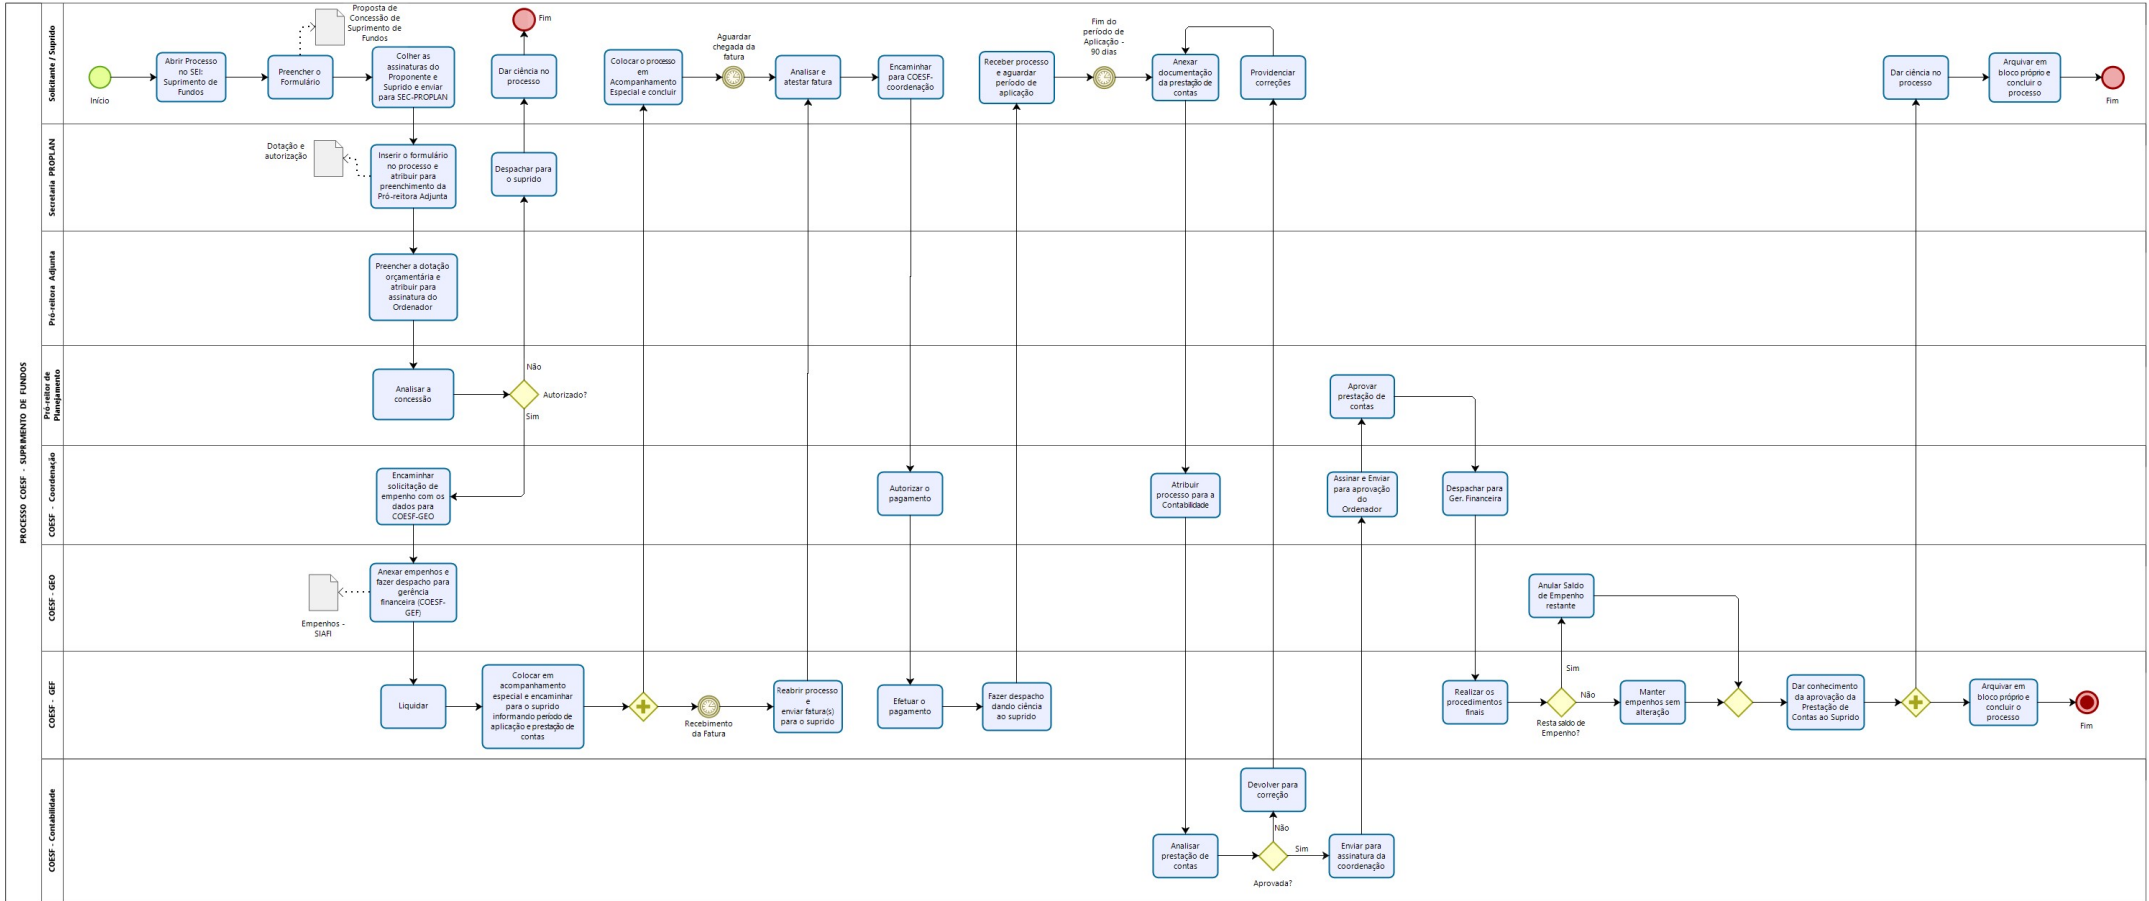 PROCESSO COESF - SUPRIMENTO DE FUNDOS
Solicitante / Suprido
Início
Abrir Processo
no SEI:
Suprimento de
Fundos
Preencher o
Formulário
Proposta de
Concessão de
Suprimento de
Fundos
Colher as
assinaturas do
Proponente e
Suprido e enviar
para SEC-PROPLAN
Fim
Dar ciência no
processo
Colocar o processo
em
Acompanhamento
Especial e concluir
Aguardar
chegada da
fatura
Analisar e
atestar fatura
Encaminhar
para COESF-
coordenação
Receber processo
e aguardar
período de
aplicação
Fim do
período de
Aplicação -
90 dias
Anexar
documentação
da prestação de
contas
Providenciar
correções
Dar ciência no
processo
Arquivar em
bloco próprio e
concluir o
processo
Fim
Secretaria PROPLAN
Dotação e
autorização
Inserir o formulário
no processo e
atribuir para
preenchimento da
Pró-reitora Adjunta
Despachar para
o suprido
Pró-reitora Adjunta
Preencher a dotação
orçamentária e
atribuir para
assinatura do
Ordenador
Pró-reitor de
Planejamento
Analisar a
concessão
Não
Autorizado?
Sim
Aprovar
prestação de
contas
COESF - Coordenação
Encaminhar
solicitação de
empenho com os
dados para
COESF-GEO
Autorizar o
pagamento
Atribuir
processo para a
Contabilidade
Assinar e Enviar
para aprovação
do
Ordenador
Despachar para
Ger. Financeira
COESF - GEO
Empenhos -
SIAFI
Anexar empenhos e
fazer despacho para
gerência
financeira (COESF-
GEF)
Anular Saldo
de Empenho
restante
COESF - GEF
Liquidar
Colocar em
acompanhamento
especial e encaminhar
para o suprido
informando período de
aplicação e prestação de
contas
Recebimento
da Fatura
Reabrir processo
e
enviar fatura(s)
para o suprido
Efetuar o
pagamento
Fazer despacho
dando ciência
ao suprido
Realizar os
procedimentos
finais
Sim
Não
Resta saldo de
Empenho?
Manter
empenhos sem
alteração
Dar conhecimento
da aprovação da
Prestação de
Contas ao Suprido
Arquivar em
bloco próprio e
concluir o
processo
Fim
COESF - Contabilidade
Analisar
prestação de
contas
Devolver para
correção
Não
Sim
Aprovada?
Enviar para
assinatura da
coordenação